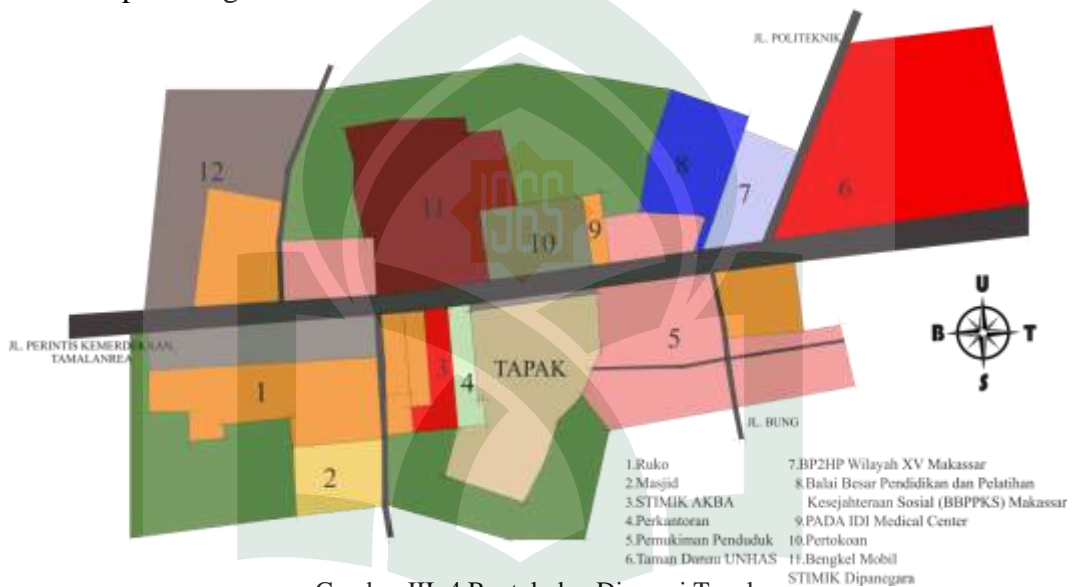 JL. POLITEKNIK
12
8
7
6
11
10
9
JL. PERINTIS KEMERDEKAAN,
TAMALANREA
U
B T
S
5
TAPAK
3
4
1
2
JL. BUNG
1.Ruko
2.Masjid
3.STIMIK AKBA
4.Perkantoran
5.Pemukiman Penduduk
6.Taman Danau UNHAS
7.BP2HP Wilayah XV Makassar
8.Balai Besar Pendidikan dan Pelatihan
Kesejahteraan Sosial (BBPPKS) Makassar
9.PADA IDI Medical Center
10.Pertokoan
11.Bengkel Mobil
STIMIK Dipanegara